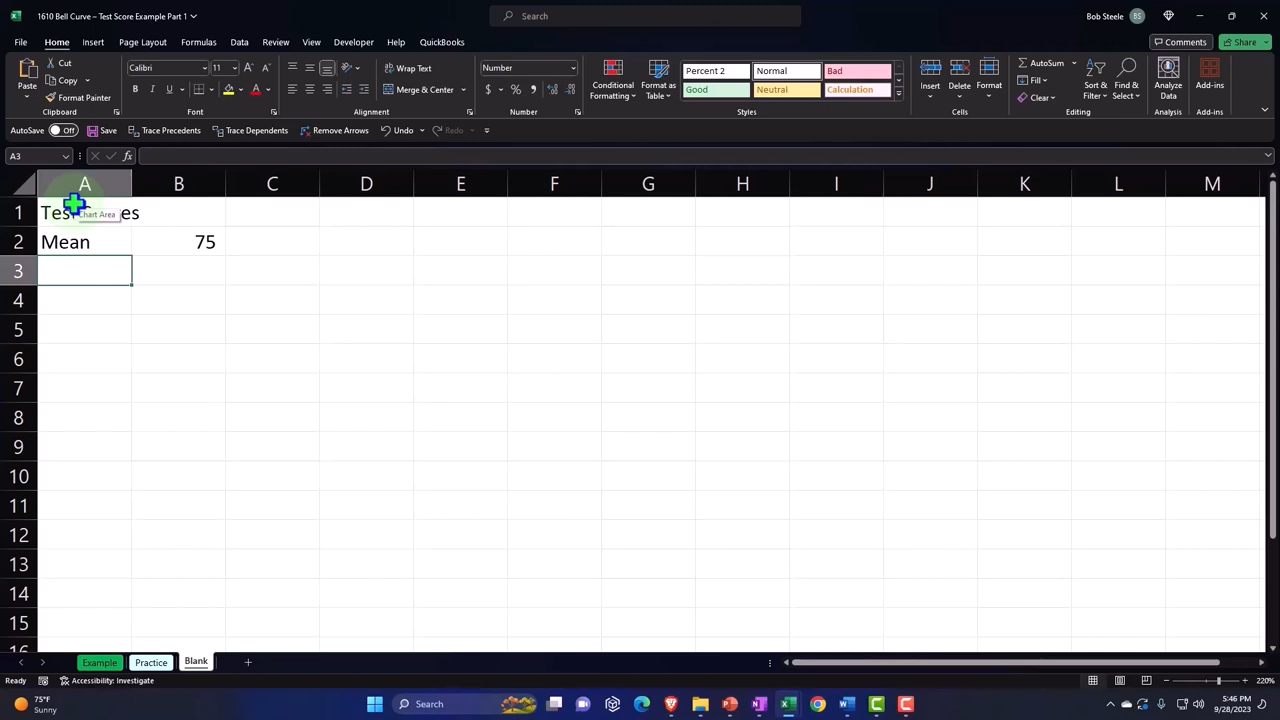 1610 Bell Curve – Test Score Example Part 1
Search
Bob Steele BS
File Home Insert Page Layout Formulas Data Review View Developer Help QuickBooks
Comments Share
Paste
Cut
Copy
Format Painter
Clipboard
Calibri 11
B I U
Font
Wrap Text
Merge & Center
Alignment
Number
Number
Conditional Formatting
Format as Table
Percent 2 Normal Bad
Good Neutral Calculation
Styles
Insert Delete Format
Cells
AutoSum
Fill
Clear
Sort & Filter
Find & Select
Editing
Analyze Data
Analysis
Add-ins
Add-ins
AutoSave Off Save Trace Precedents Trace Dependents Remove Arrows Undo Redo
A3 fx
A B C D E F G H I J K L M
1 Tes es
Chart Area
2 Mean 75
3
4
5
6
7
8
9
10
11
12
13
14
15
16
Example Practice Blank
Ready Accessibility: Investigate 220%
75°F
Sunny
Search
5:46 PM
9/28/2023